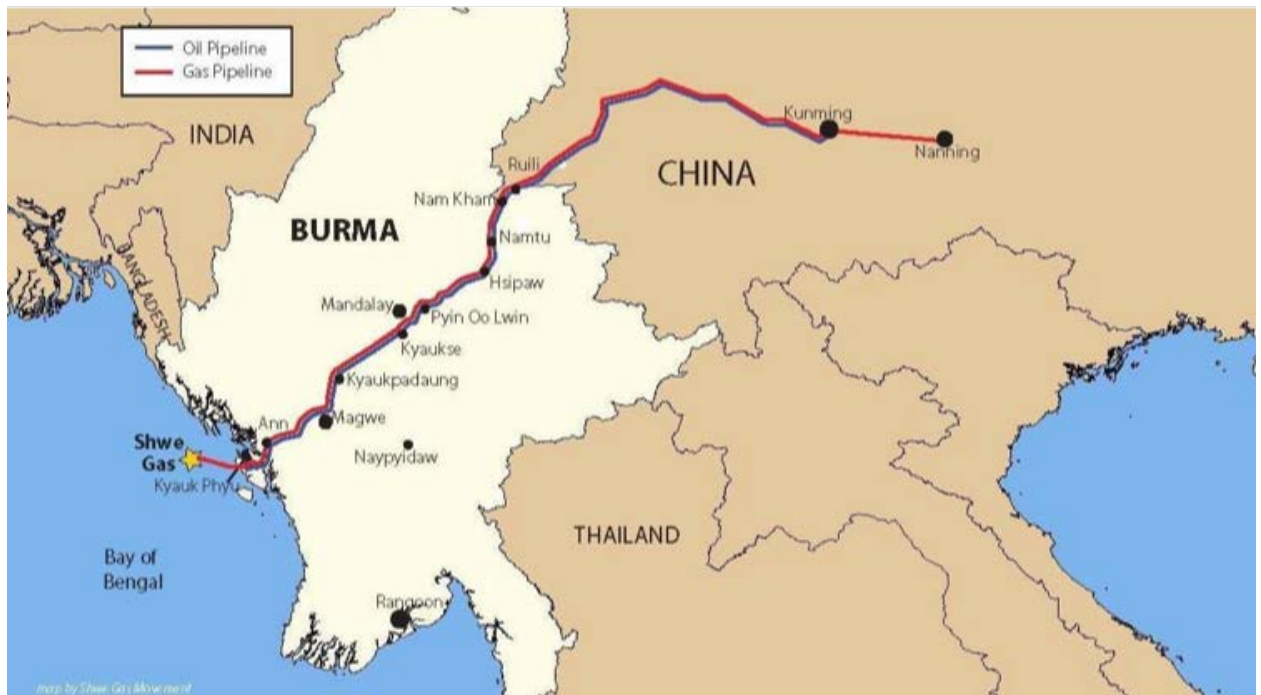 Oil Pipeline
Gas Pipeline
INDIA
BURMA
CHINA
BANGLADESH
Kunming
Nanning
Ruili
Nam Kham
Namtu
Hsipaw
Mandalay
Pyin Oo Lwin
Kyaukse
Kyaukpadaung
Magwe
Ann
Shwe
Gas
Kyauk Phyu
Naypyidaw
THAILAND
Bay of
Bengal
Rangoon
map by Shwe Gas Movement